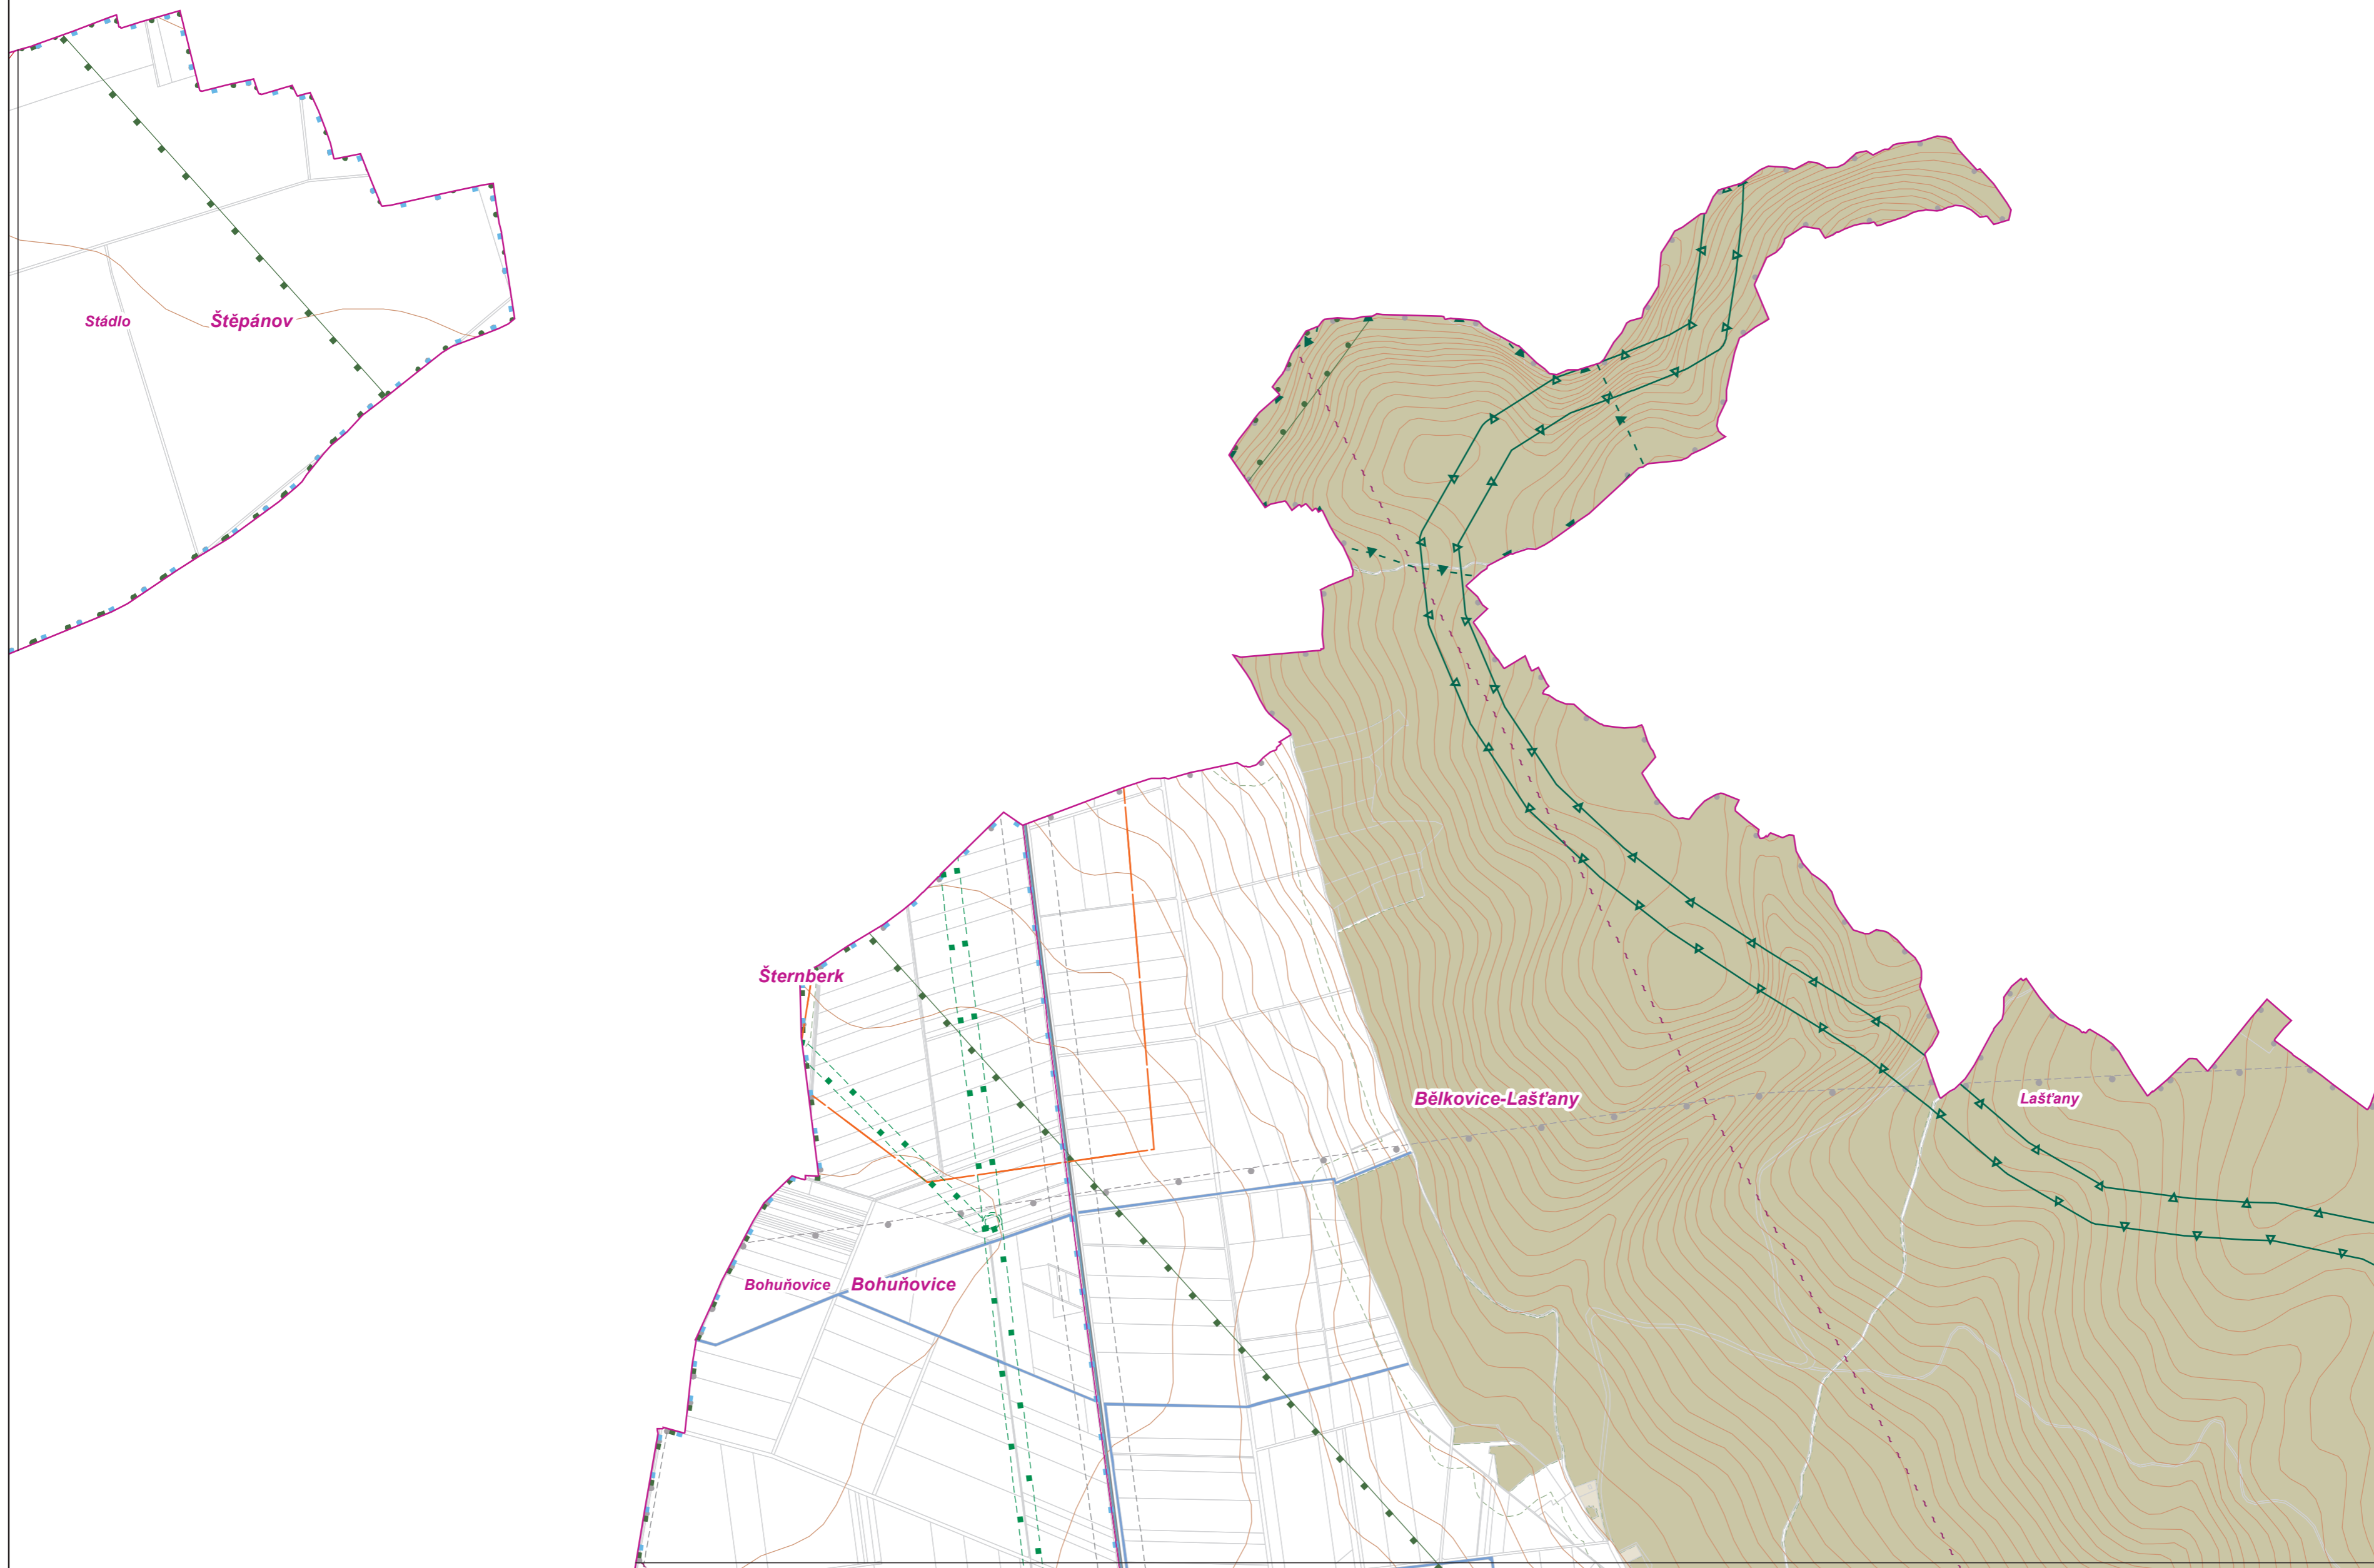 Stádlo
Štěpánov
Šternberk
Bělkovice-Lašťany
Lašťany
Bohuňovice
Bohuňovice